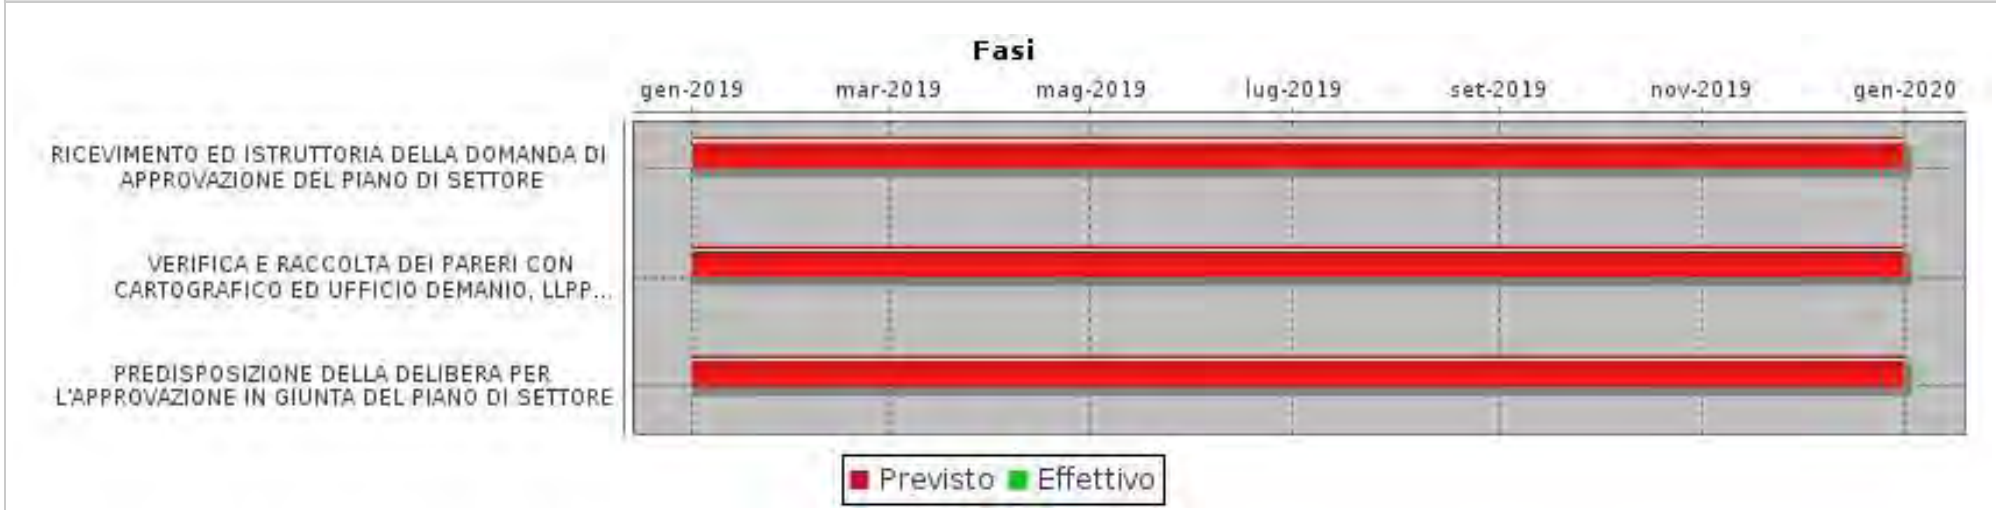 Fasi
gen-2019 mar-2019 mag-2019 lug-2019 set-2019 nov-2019 gen-2020
RICEVIMENTO ED ISTRUTTORIA DELLA DOMANDA DI
APPROVAZIONE DEL PIANO DI SETTORE
VERIFICA E RACCOLTA DEI PARERI CON
CARTOGRAFICO ED UFFICIO DEMANIO, LLPP...
PREDISPOSIZIONE DELLA DELIBERA PER
L'APPROVAZIONE IN GIUNTA DEL PIANO DI SETTORE
Previsto Effettivo